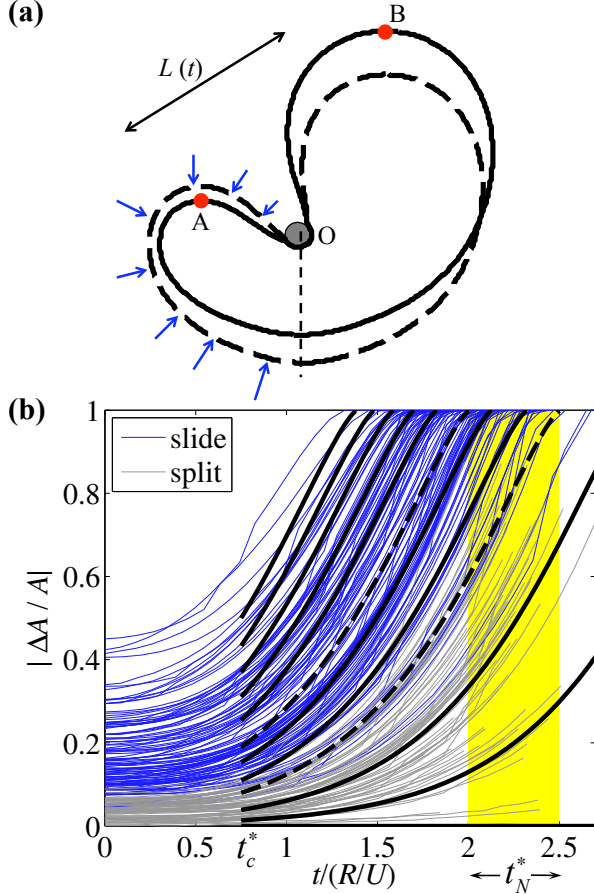 (a)
B
L (t)
A
O
(b)
1
slide
split
0.8
0.6
0.4
0.2
0
| ΔA / A |
0 0.5 t*c 1 1.5 2 2.5
t/(R/U) t*N